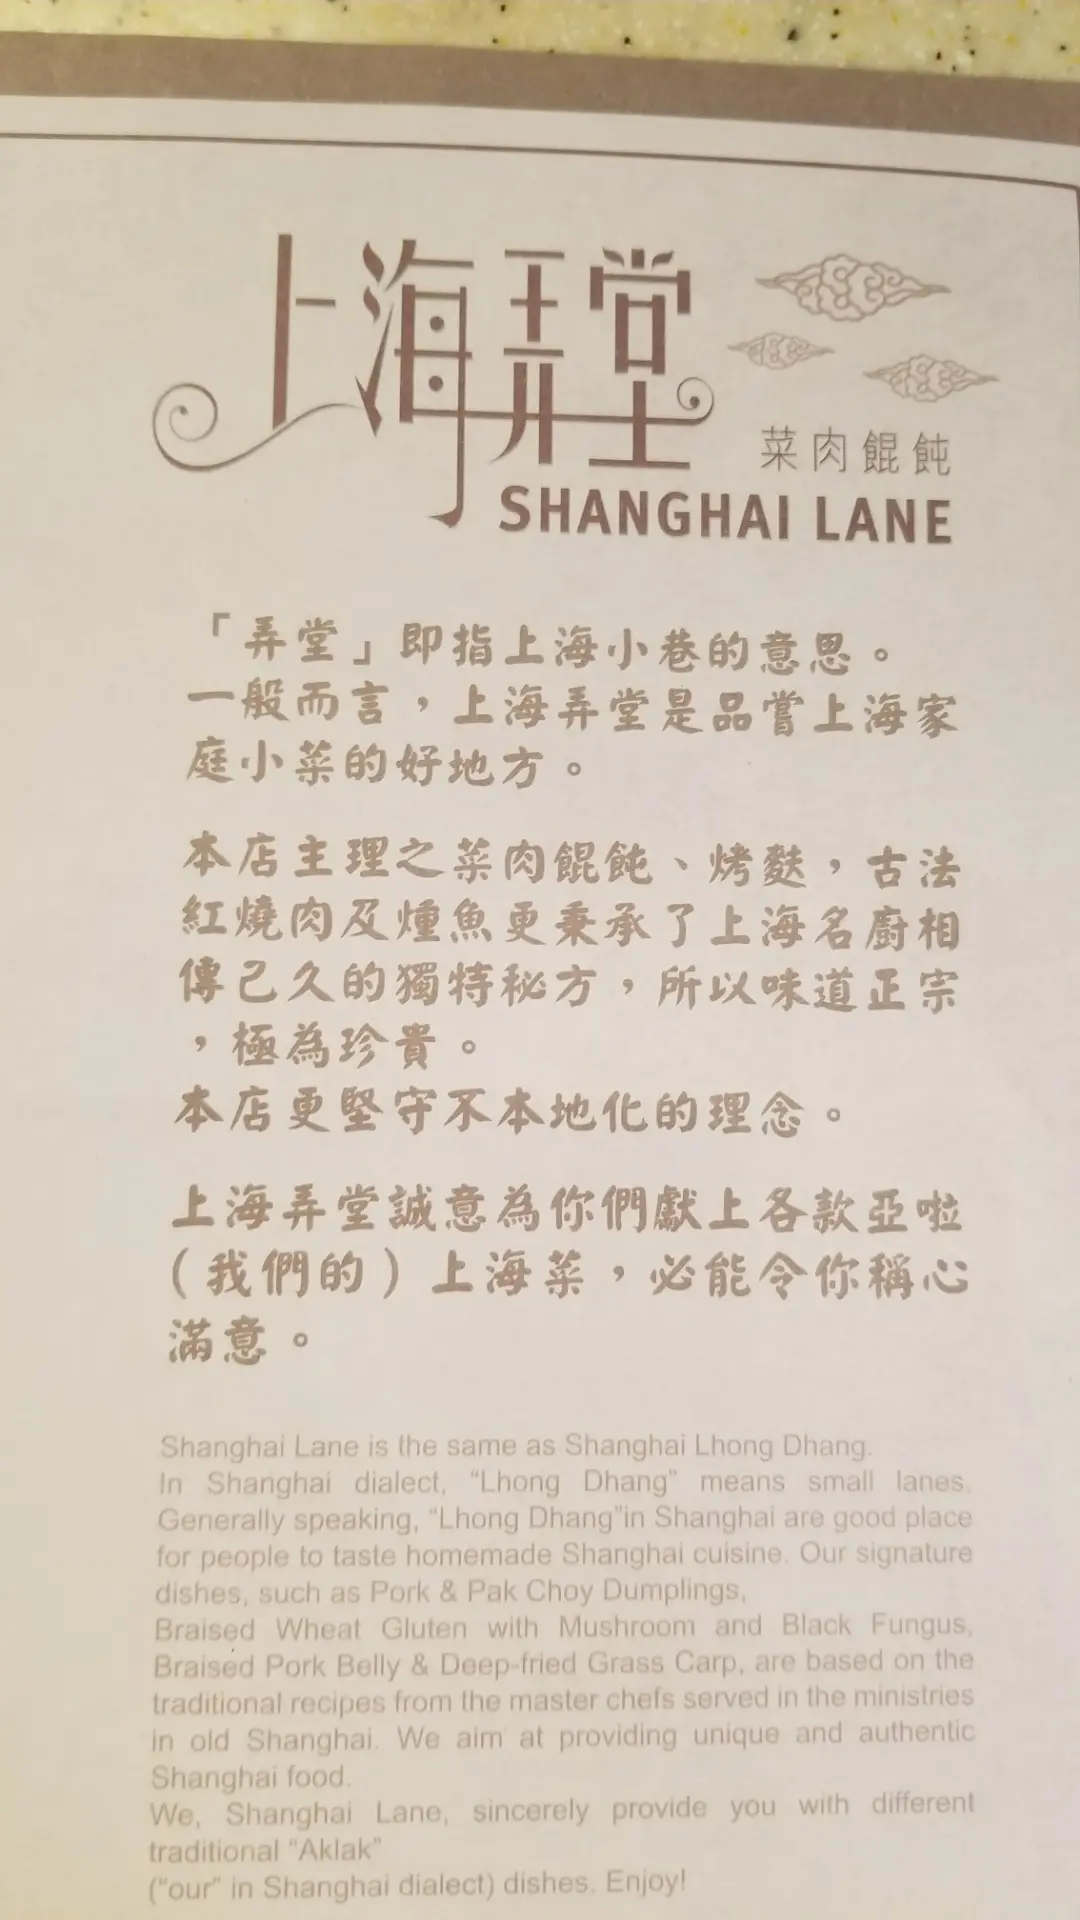 上海弄堂
菜肉餛飩
SHANGHAI LANE
「弄堂」即指上海小巷的意思。
一般而言，上海弄堂是品嘗上海家
庭小菜的好地方。
本店主理之菜肉餛飩、烤麩，古法
紅燒肉及燻魚更秉承了上海名廚相
傳己久的獨特秘方，所以味道正宗
，極為珍貴。
本店更堅守不本地化的理念。
上海弄堂誠意為你們獻上各款亞啦
(我們的)上海菜，必能令你稱心
滿意。
Shanghai Lane is the same as Shanghai Lhong Dhang.
In Shanghai dialect, “Lhong Dhang” means small lanes.
Generally speaking, “Lhong Dhang”in Shanghai are good place
for people to taste homemade Shanghai cuisine. Our signature
dishes, such as Pork & Pak Choy Dumplings,
Braised Wheat Gluten with Mushroom and Black Fungus,
Braised Pork Belly & Deep-fried Grass Carp, are based on the
traditional recipes from the master chefs served in the ministries
in old Shanghai. We aim at providing unique and authentic
Shanghai food.
We, Shanghai Lane, sincerely provide you with different
traditional “Aklak”
(“our” in Shanghai dialect) dishes. Enjoy!